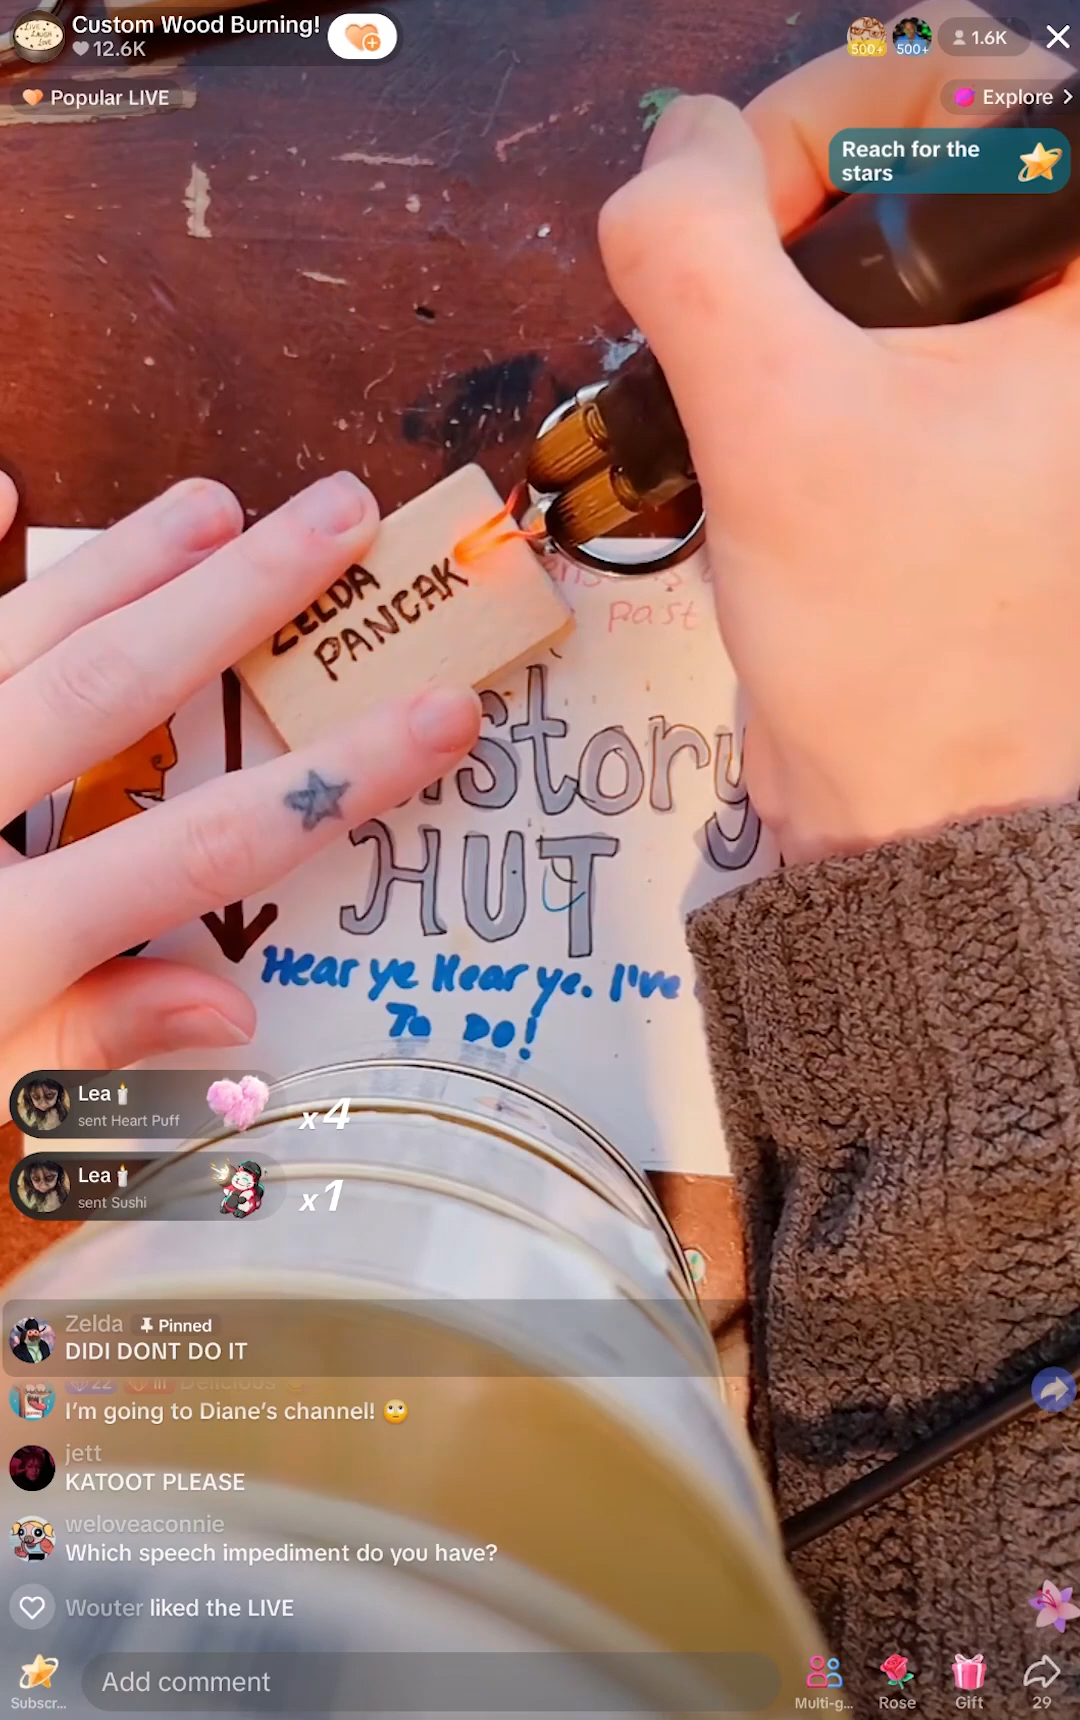 Custom Wood Burning!
12.6K
500+
500+
1.6K
Popular LIVE
Explore >
Reach for the
stars
ZELDA
PANCAK
past
story
HUT
Hear ye Hear ye. I've
To Do!
Lea
sent Heart Puff
x4
Lea
sent Sushi
x1
Zelda Pinned
DIDI DONT DO IT
22 III Delicious
I'm going to Diane's channel! 🙄
jett
KATOOT PLEASE
weloveaconnie
Which speech impediment do you have?
Wouter liked the LIVE
Subscr...
Add comment
Multi-g...
Rose
Gift
29